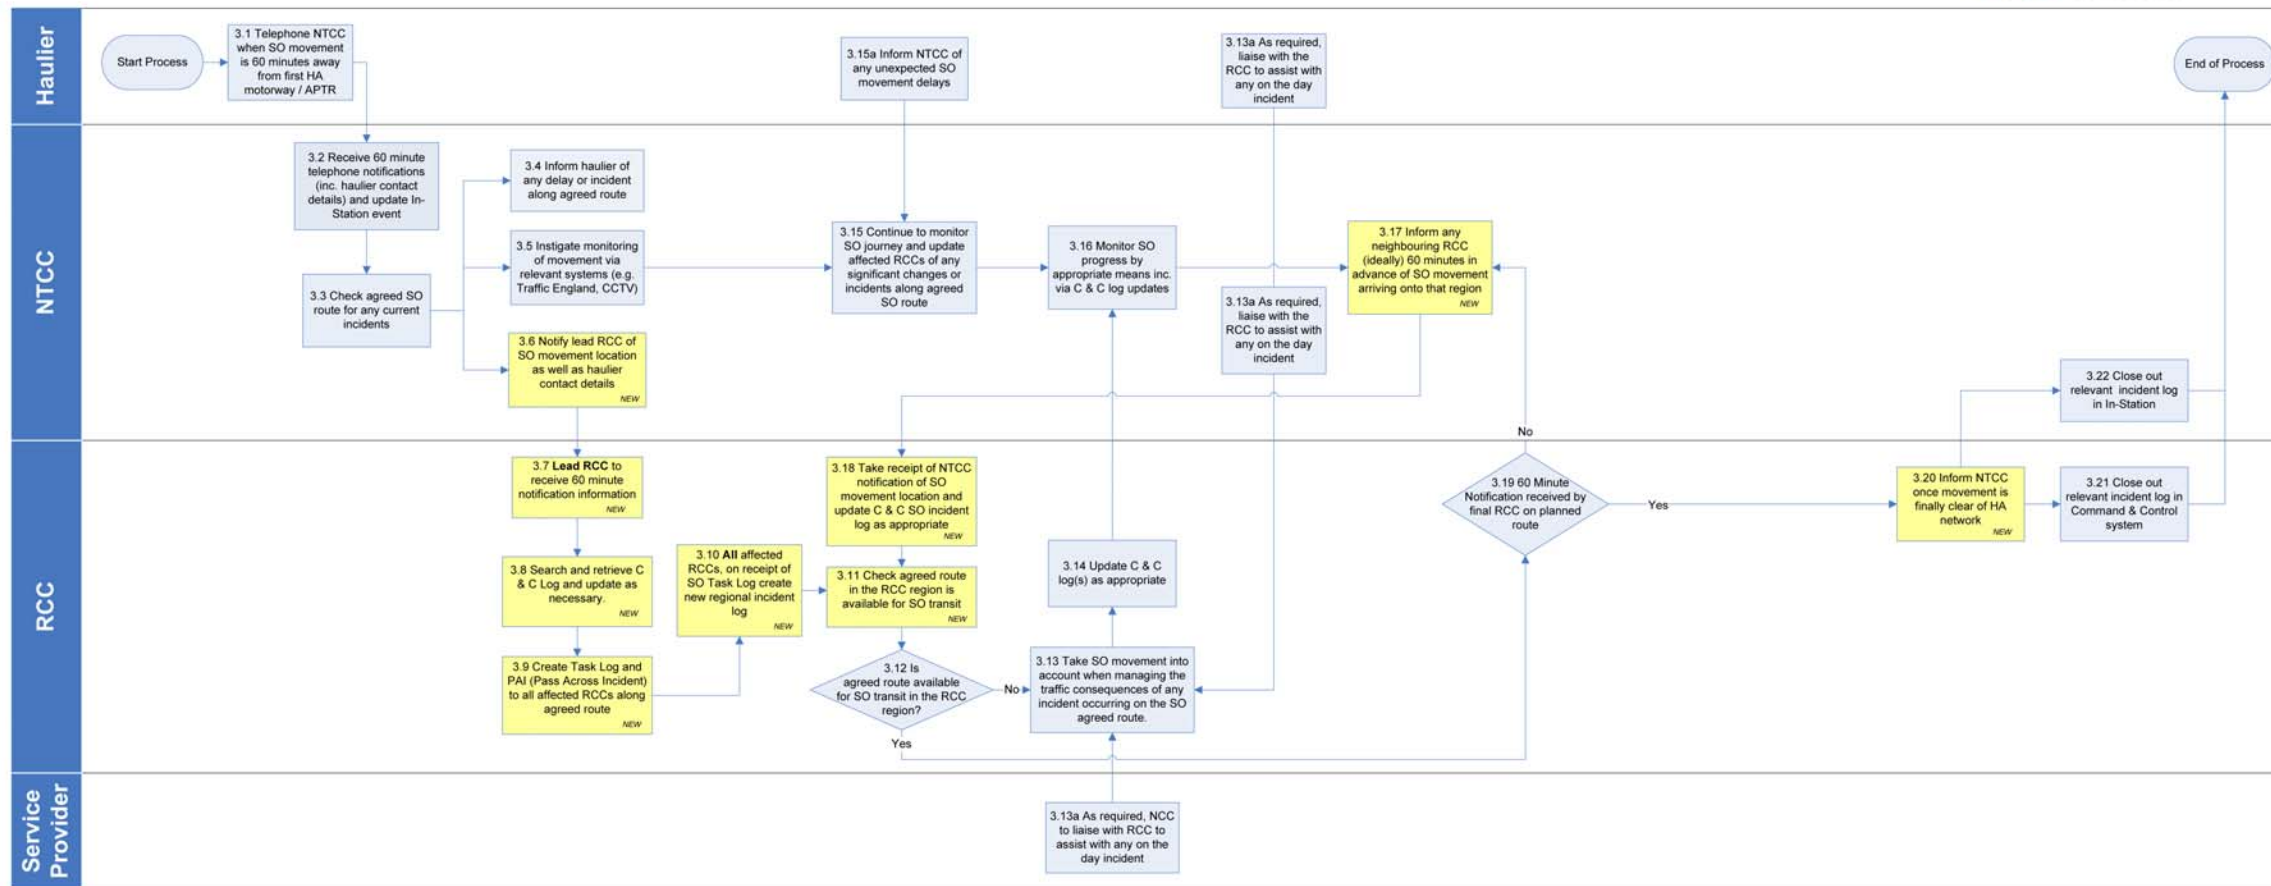 Haulier
Start Process
3.1 Telephone NTCC
when SO movement
is 60 minutes away
from first HA
motorway / APTR
3.15a Inform NTCC of
any unexpected SO
movement delays
3.13a As required,
liaise with the
RCC to assist with
any on the day
incident
End of Process
NTCC
3.2 Receive 60 minute
telephone notifications
(inc. haulier contact
details) and update In-
Station event
3.3 Check agreed SO
route for any current
incidents
3.4 Inform haulier of
any delay or incident
along agreed route
3.5 Instigate monitoring
of movement via
relevant systems (e.g.
Traffic England, CCTV)
3.6 Notify lead RCC of
SO movement location
as well as haulier
contact details
NEW
3.15 Continue to monitor
SO journey and update
affected RCCs of any
significant changes or
incidents along agreed
SO route
3.16 Monitor SO
progress by
appropriate means inc.
via C & C log updates
3.13a As required,
liaise with the
RCC to assist with
any on the day
incident
3.17 Inform any
neighbouring RCC
(ideally) 60 minutes in
advance of SO movement
arriving onto that region
NEW
3.22 Close out
relevant incident log
in In-Station
No
RCC
3.7 Lead RCC to
receive 60 minute
notification information
NEW
3.8 Search and retrieve C
& C Log and update as
necessary.
NEW
3.9 Create Task Log and
PAI (Pass Across Incident)
to all affected RCCs along
agreed route
NEW
3.10 All affected
RCCs, on receipt of
SO Task Log create
new regional incident
log
NEW
3.18 Take receipt of NTCC
notification of SO
movement location and
update C & C SO incident
log as appropriate
NEW
3.11 Check agreed route
in the RCC region is
available for SO transit
NEW
3.12 Is
agreed route available
for SO transit in the RCC
region?
No
Yes
3.14 Update C & C
log(s) as appropriate
3.13 Take SO movement into
account when managing the
traffic consequences of any
incident occurring on the SO
agreed route.
3.19 60 Minute
Notification received by
final RCC on planned
route
Yes
3.20 Inform NTCC
once movement is
finally clear of HA
network
NEW
3.21 Close out
relevant incident log in
Command & Control
system
Service
Provider
3.13a As required, NCC
to liaise with RCC to
assist with any on the
day incident